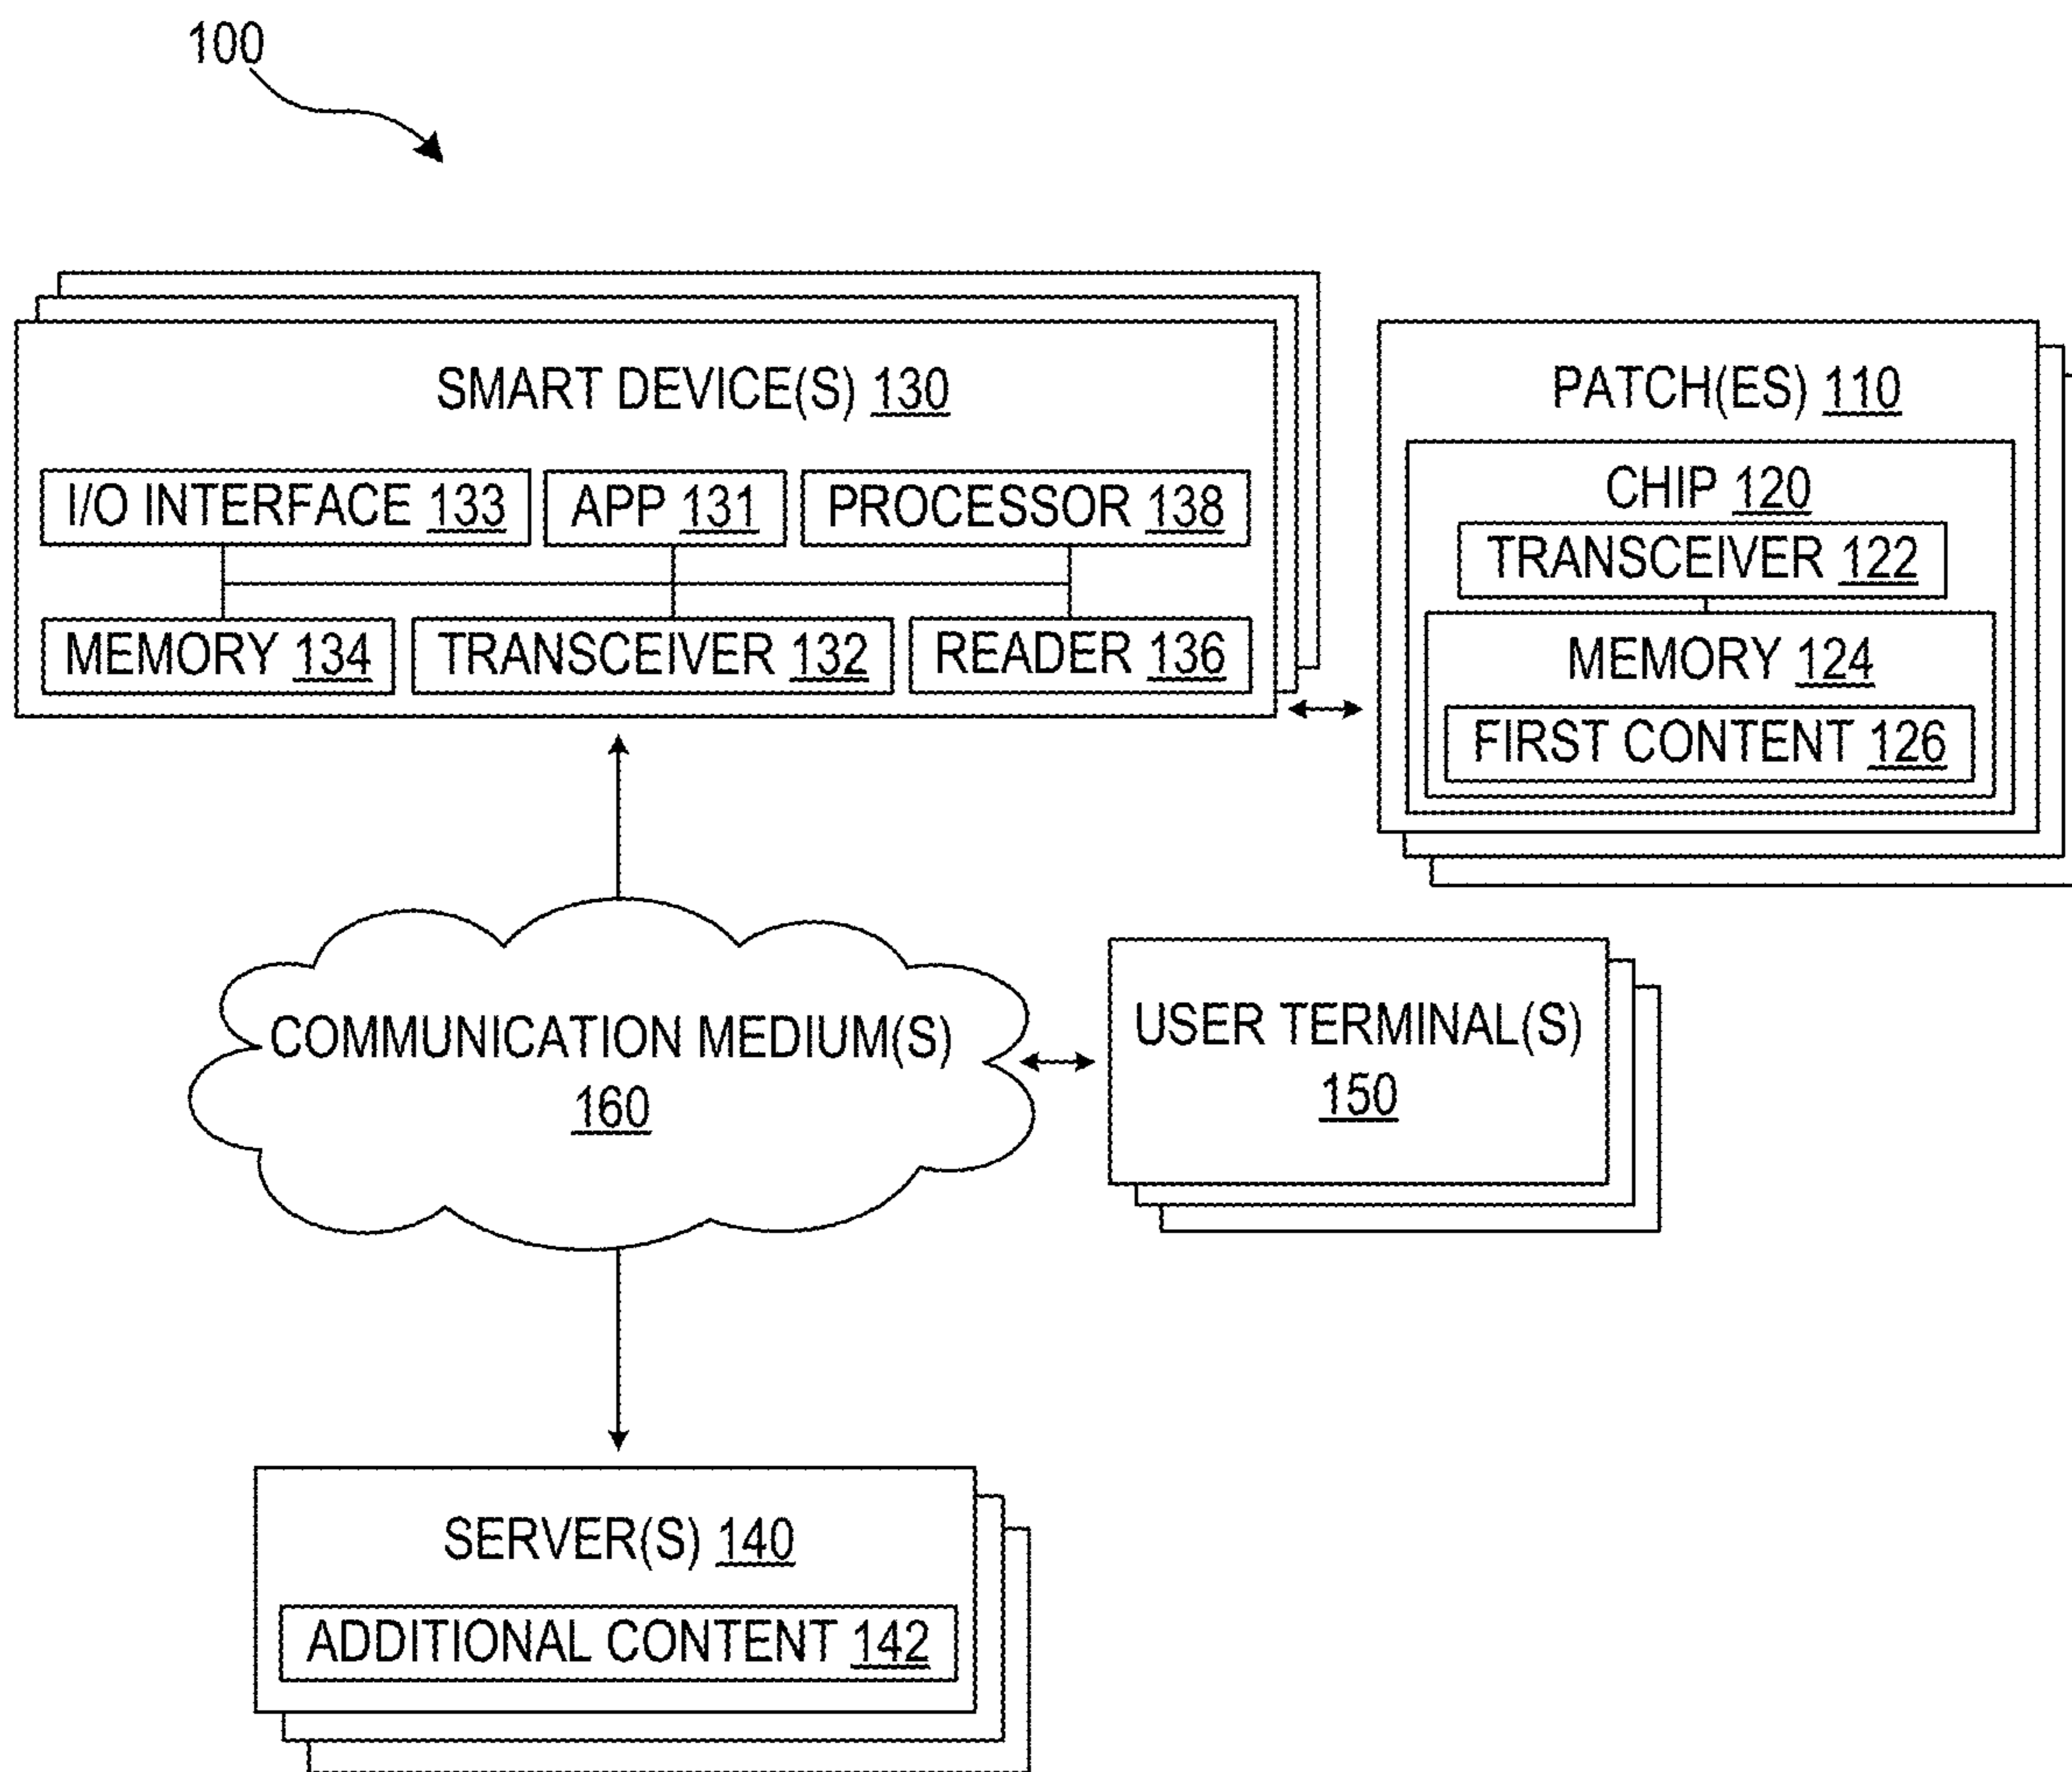 100
SMART DEVICE(S) 130
I/O INTERFACE 133
APP 131
PROCESSOR 138
MEMORY 134
TRANSCEIVER 132
READER 136
PATCH(ES) 110
CHIP 120
TRANSCEIVER 122
MEMORY 124
FIRST CONTENT 126
COMMUNICATION MEDIUM(S)
160
USER TERMINAL(S)
150
SERVER(S) 140
ADDITIONAL CONTENT 142